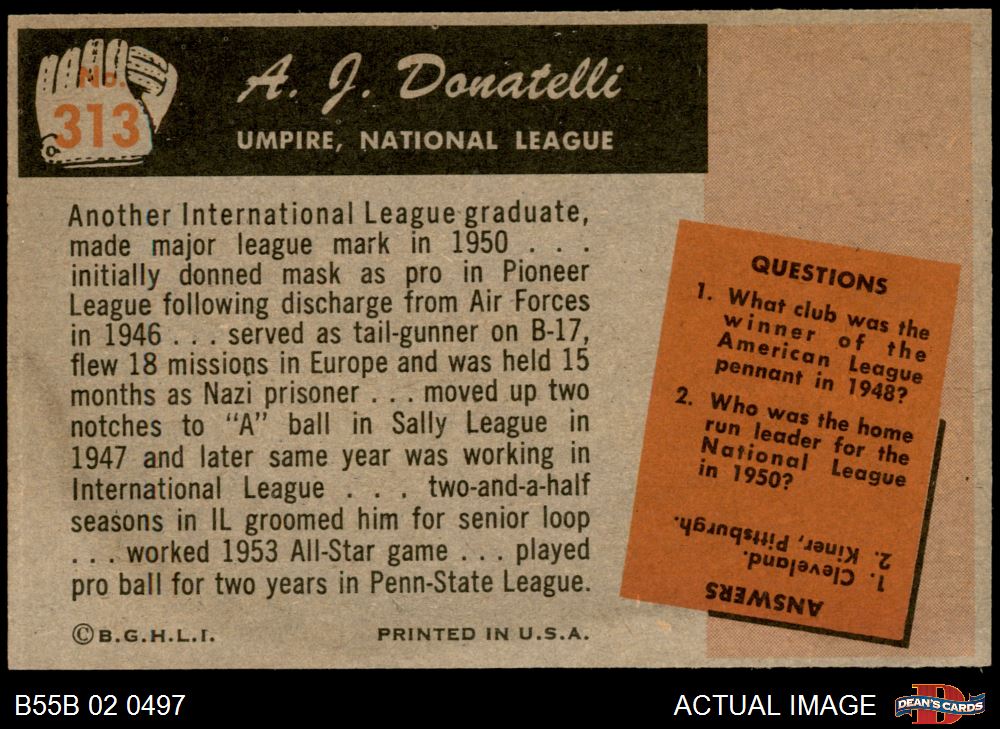 No.
313
A. J. Donatelli
UMPIRE, NATIONAL LEAGUE
Another International League graduate,
made major league mark in 1950 . . .
initially donned mask as pro in Pioneer
League following discharge from Air Forces
in 1946 . . . served as tail-gunner on B-17,
flew 18 missions in Europe and was held 15
months as Nazi prisoner . . . moved up two
notches to “A” ball in Sally League in
1947 and later same year was working in
International League . . . two-and-a-half
seasons in IL groomed him for senior loop
. . . worked 1953 All-Star game . . . played
pro ball for two years in Penn-State League.
©B.G.H.L.I.
PRINTED IN U.S.A.
QUESTIONS
1. What club was the
winner of the
American League
pennant in 1948?
2. Who was the home
run leader for the
National League
in 1950?
ANSWERS
1. Cleveland.
2. Kiner, Pittsburgh.
B55B 02 0497
ACTUAL IMAGE
D
DEAN'S CARDS